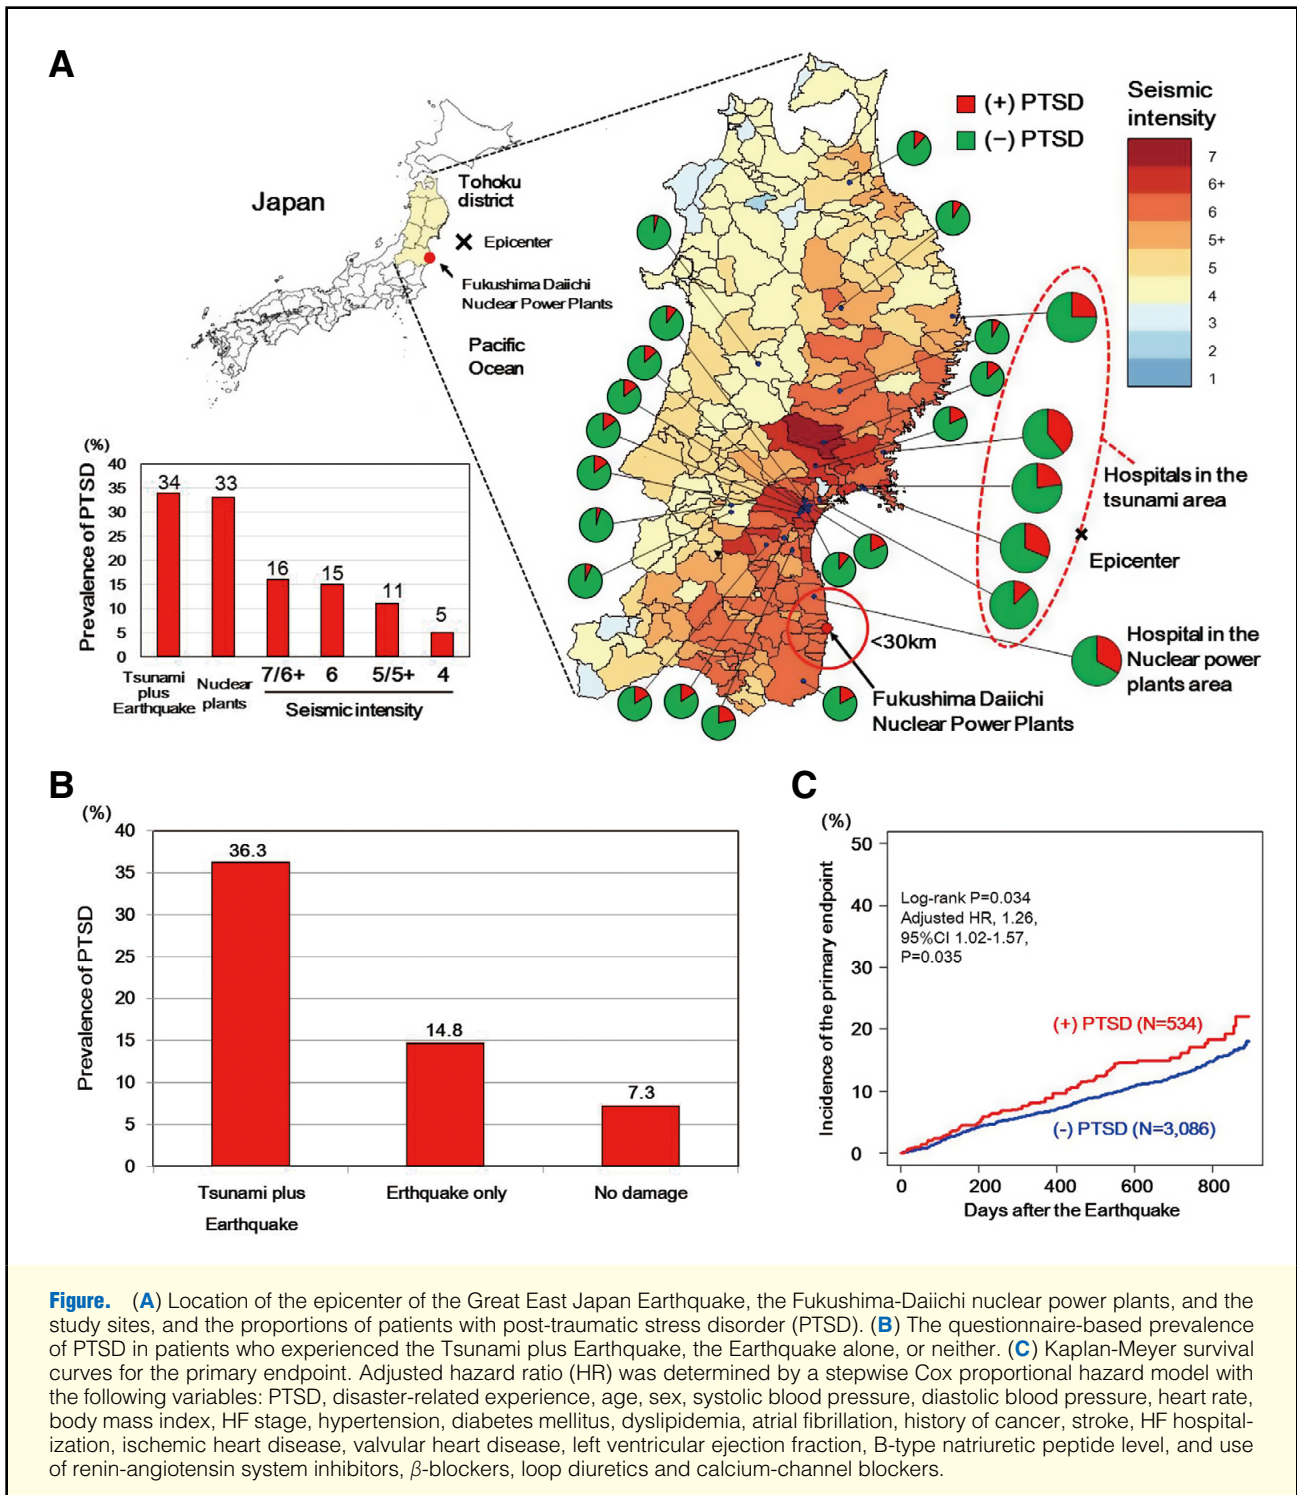 A
(+) PTSD
(−) PTSD
Seismic
intensity
7
6+
6
5+
5
4
3
2
1
Japan
Tohoku
district
Epicenter
Fukushima Daiichi
Nuclear Power Plants
Pacific
Ocean
(%)
Prevalence of PTSD
40
35
30
25
20
15
10
5
0
34
33
16
15
11
5
Tsunami
plus
Earthquake
Nuclear
plants
7/6+
6
5/5+
4
Seismic intensity
Hospitals in the
tsunami area
Epicenter
Hospital in the
Nuclear power
plants area
<30km
Fukushima Daiichi
Nuclear Power Plants
B
(%)
Prevalence of PTSD
40
35
30
25
20
15
10
5
0
36.3
14.8
7.3
Tsunami plus
Earthquake
Erthquake only
No damage
C
(%)
Incidence of the primary endpoint
50
40
30
20
10
0
Log-rank P=0.034
Adjusted HR, 1.26,
95%CI 1.02-1.57,
P=0.035
(+) PTSD (N=534)
(-) PTSD (N=3,086)
0
200
400
600
800
Days after the Earthquake
Figure. (A) Location of the epicenter of the Great East Japan Earthquake, the Fukushima-Daiichi nuclear power plants, and the
study sites, and the proportions of patients with post-traumatic stress disorder (PTSD). (B) The questionnaire-based prevalence
of PTSD in patients who experienced the Tsunami plus Earthquake, the Earthquake alone, or neither. (C) Kaplan-Meyer survival
curves for the primary endpoint. Adjusted hazard ratio (HR) was determined by a stepwise Cox proportional hazard model with
the following variables: PTSD, disaster-related experience, age, sex, systolic blood pressure, diastolic blood pressure, heart rate,
body mass index, HF stage, hypertension, diabetes mellitus, dyslipidemia, atrial fibrillation, history of cancer, stroke, HF hospital-
ization, ischemic heart disease, valvular heart disease, left ventricular ejection fraction, B-type natriuretic peptide level, and use
of renin-angiotensin system inhibitors, β-blockers, loop diuretics and calcium-channel blockers.